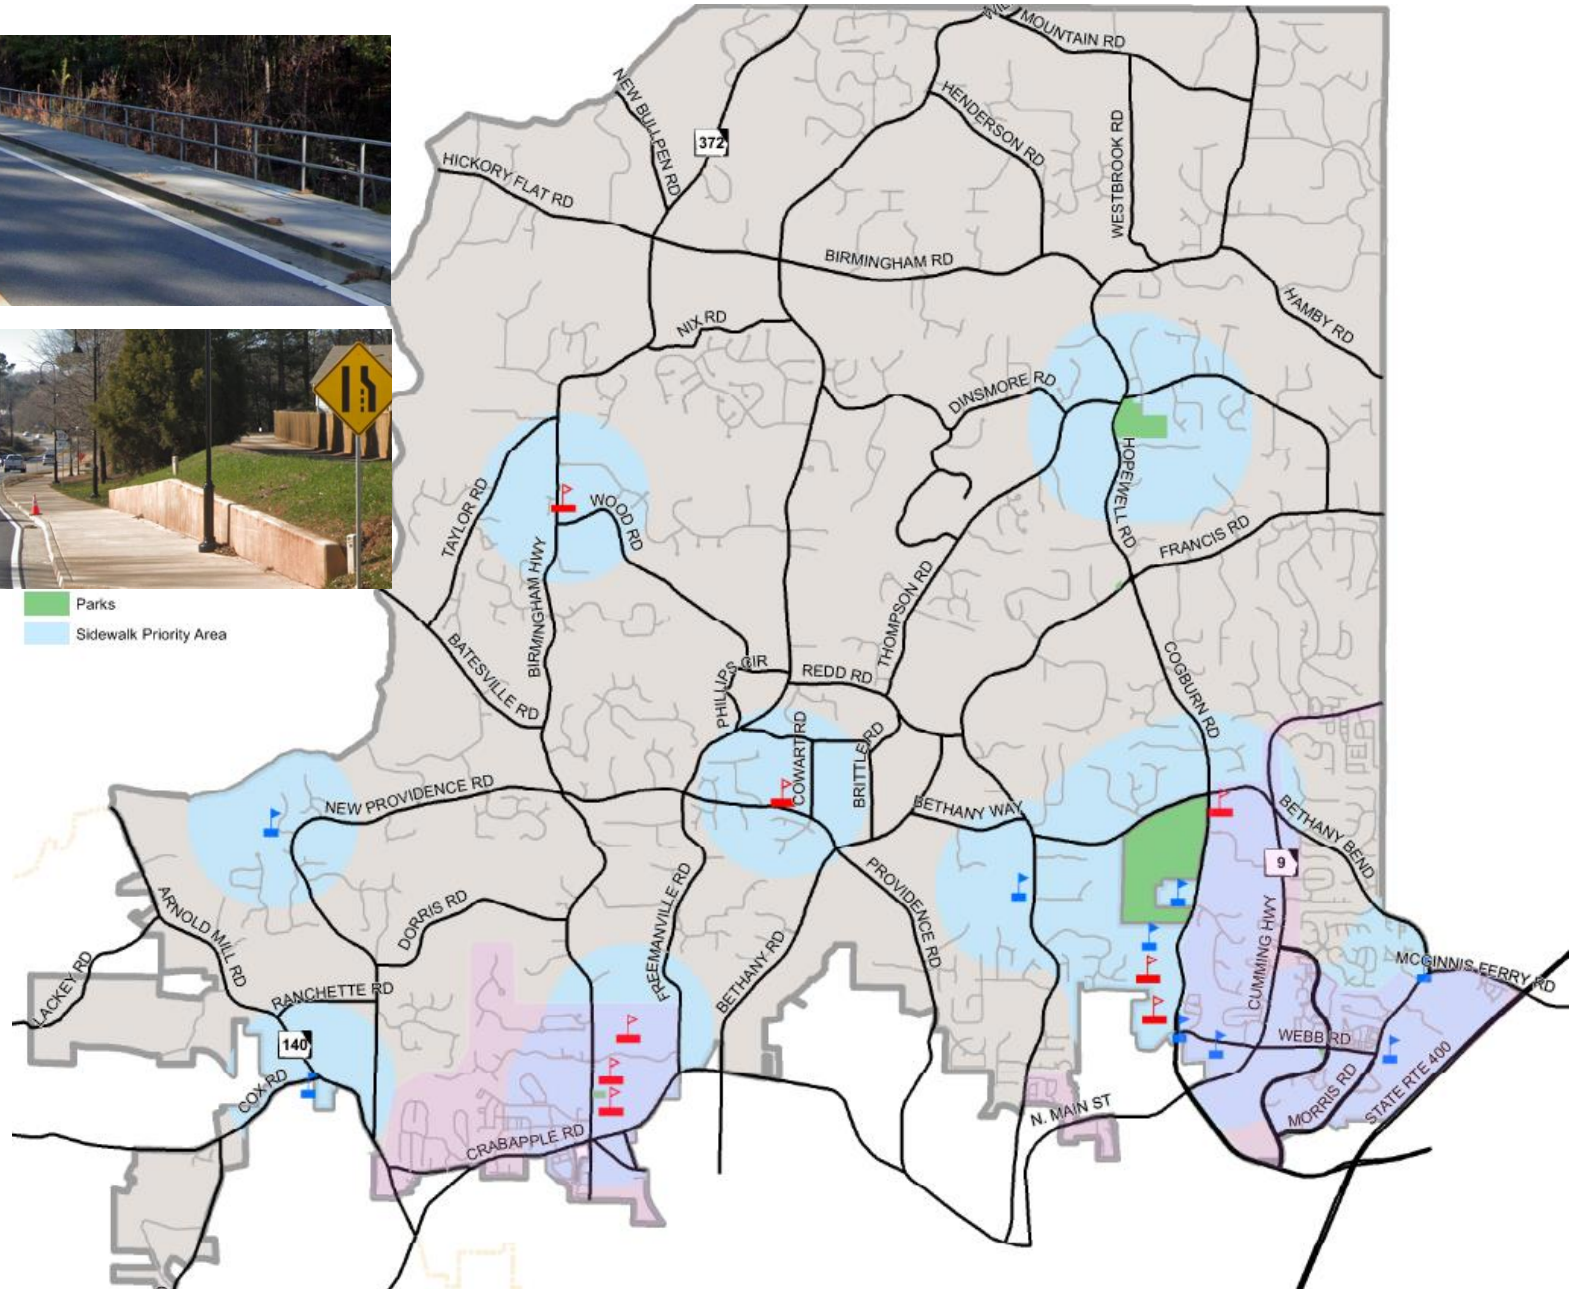 WIL
MOUNTAIN RD
NEW BULLPEN RD
HENDERSON RD
372
WESTBROOK RD
HICKORY FLAT RD
BIRMINGHAM RD
HAMBY RD
NIX RD
DINSMORE RD
HOPEWELL RD
TAYLOR RD
WOOD RD
FRANCIS RD
BIRMINGHAM HWY
THOMPSON RD
Parks
Sidewalk Priority Area
BATESVILLE RD
PHILLIPS CIR
REDD RD
COGBURN RD
COWART RD
BRITTLE RD
NEW PROVIDENCE RD
BETHANY WAY
BETHANY BEND
9
PROVIDENCE RD
ARNOLD MILL RD
DORRIS RD
FREEMANVILLE RD
BETHANY RD
CUMMING HWY
LACKEY RD
MCGINNIS FERRY RD
RANCHETTE RD
140
WEBB RD
COX RD
MORRIS RD
STATE RTE 400
N. MAIN ST
CRABAPPLE RD